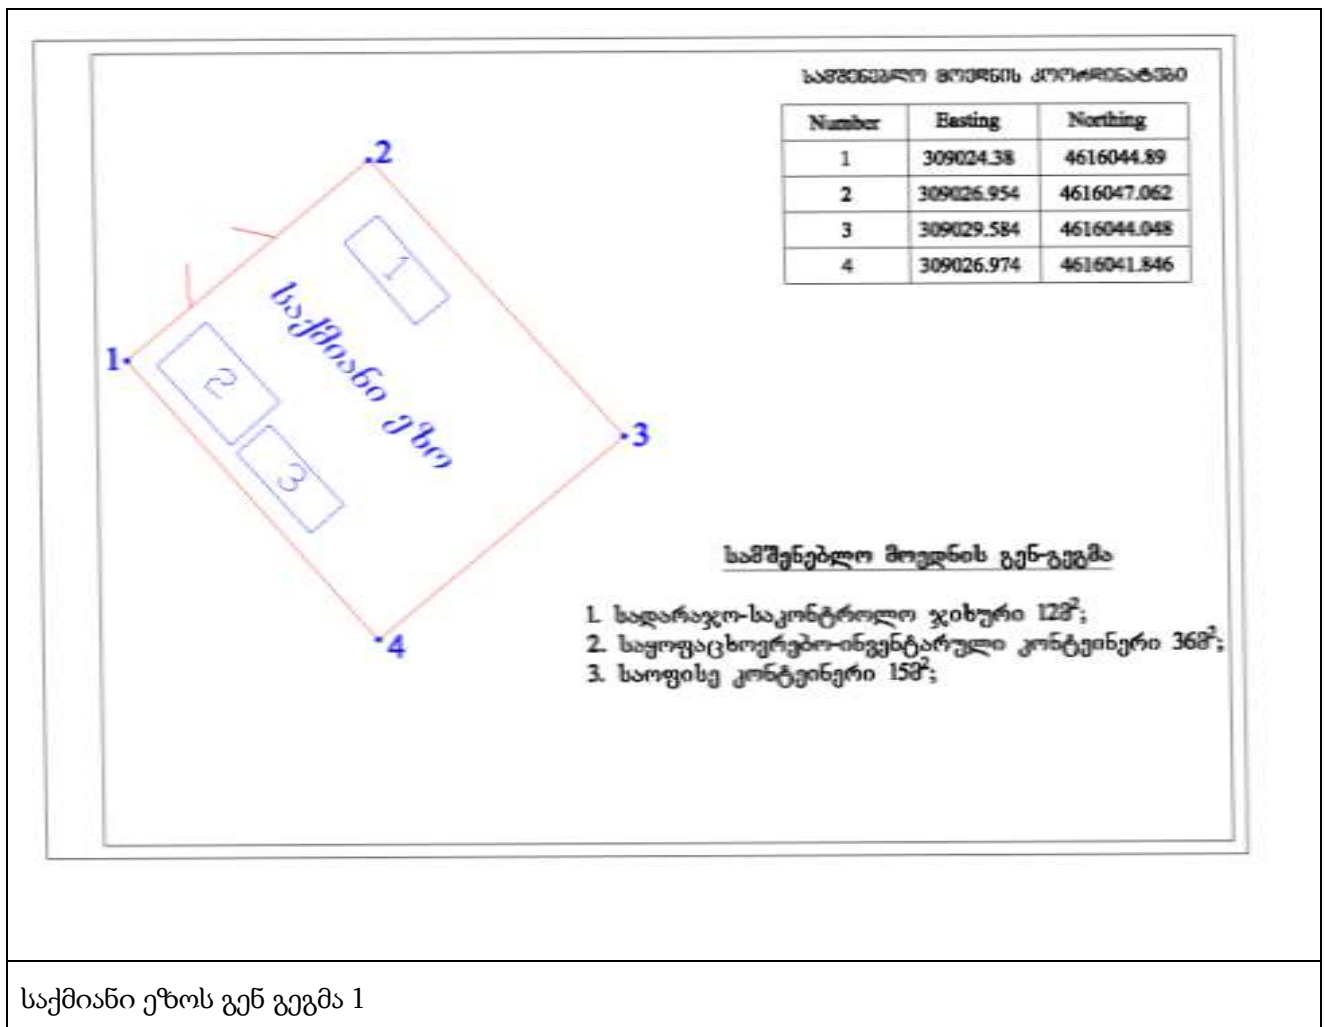 სამშენებლო მოედნის კოორდინატები
Number Easting Northing
1 309024.38 4616044.89
2 309026.954 4616047.062
3 309029.584 4616044.048
4 309026.974 4616041.846
2
1
1
2
3
საქმიანი ეზო
3
4
სამშენებლო მოედნის გენ-გეგმა
1. სადარაჯო-საკონტროლო ჯიხური 12მ²;
2. საყოფაცხოვრებო-ინვენტარული კონტეინერი 36მ²;
3. საოფისე კონტეინერი 15მ²;
საქმიანი ეზოს გენ გეგმა 1